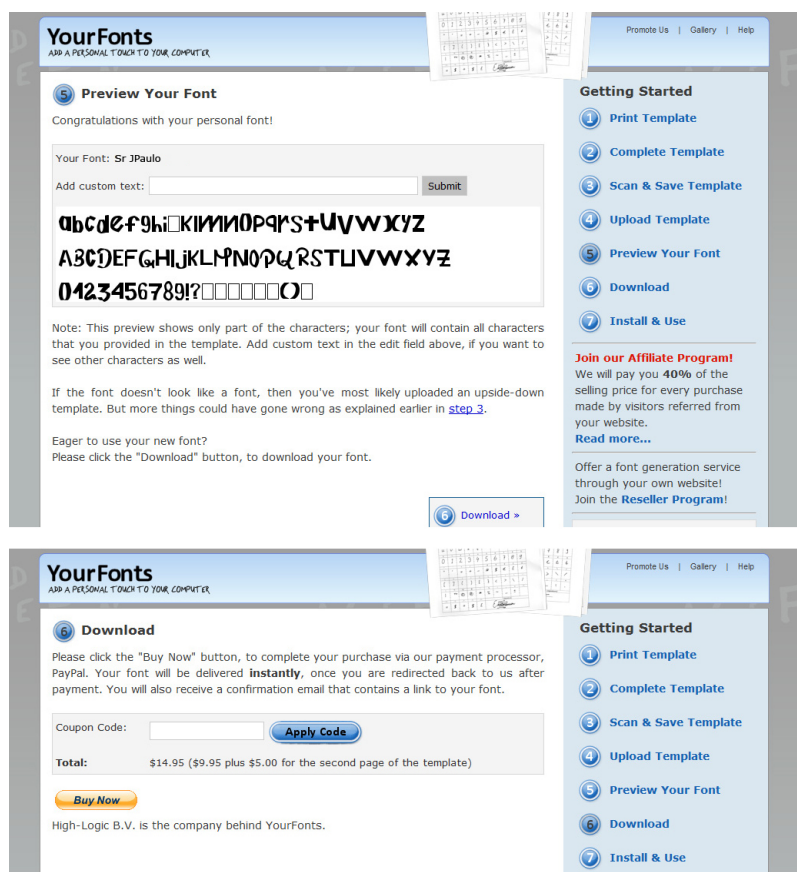 YourFonts
ADD A PERSONAL TOUCH TO YOUR COMPUTER
Promote Us | Gallery | Help
5 Preview Your Font
Congratulations with your personal font!
Your Font: Sr JPaulo
Add custom text:
Submit
abcdefghi□klmnopqrstuvwxyz
ABCDEFGHIjKLMNOPQRSTUVWXYZ
0123456789!?□□□□□□()□
Note: This preview shows only part of the characters; your font will contain all characters
that you provided in the template. Add custom text in the edit field above, if you want to
see other characters as well.
If the font doesn't look like a font, then you've most likely uploaded an upside-down
template. But more things could have gone wrong as explained earlier in step 3.
Eager to use your new font?
Please click the "Download" button, to download your font.
6 Download »
Getting Started
1 Print Template
2 Complete Template
3 Scan & Save Template
4 Upload Template
5 Preview Your Font
6 Download
7 Install & Use
Join our Affiliate Program!
We will pay you 40% of the
selling price for every purchase
made by visitors referred from
your website.
Read more...
Offer a font generation service
through your own website!
Join the Reseller Program!
YourFonts
ADD A PERSONAL TOUCH TO YOUR COMPUTER
Promote Us | Gallery | Help
6 Download
Please click the "Buy Now" button, to complete your purchase via our payment processor,
PayPal. Your font will be delivered instantly, once you are redirected back to us after
payment. You will also receive a confirmation email that contains a link to your font.
Coupon Code:
Apply Code
Total: $14.95 ($9.95 plus $5.00 for the second page of the template)
Buy Now
High-Logic B.V. is the company behind YourFonts.
Getting Started
1 Print Template
2 Complete Template
3 Scan & Save Template
4 Upload Template
5 Preview Your Font
6 Download
7 Install & Use